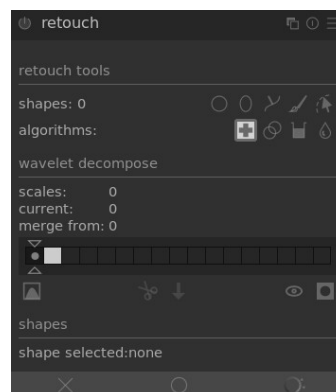 retouch
retouch tools
shapes: 0
algorithms:
wavelet decompose
scales: 0
current: 0
merge from: 0
shapes
shape selected:none